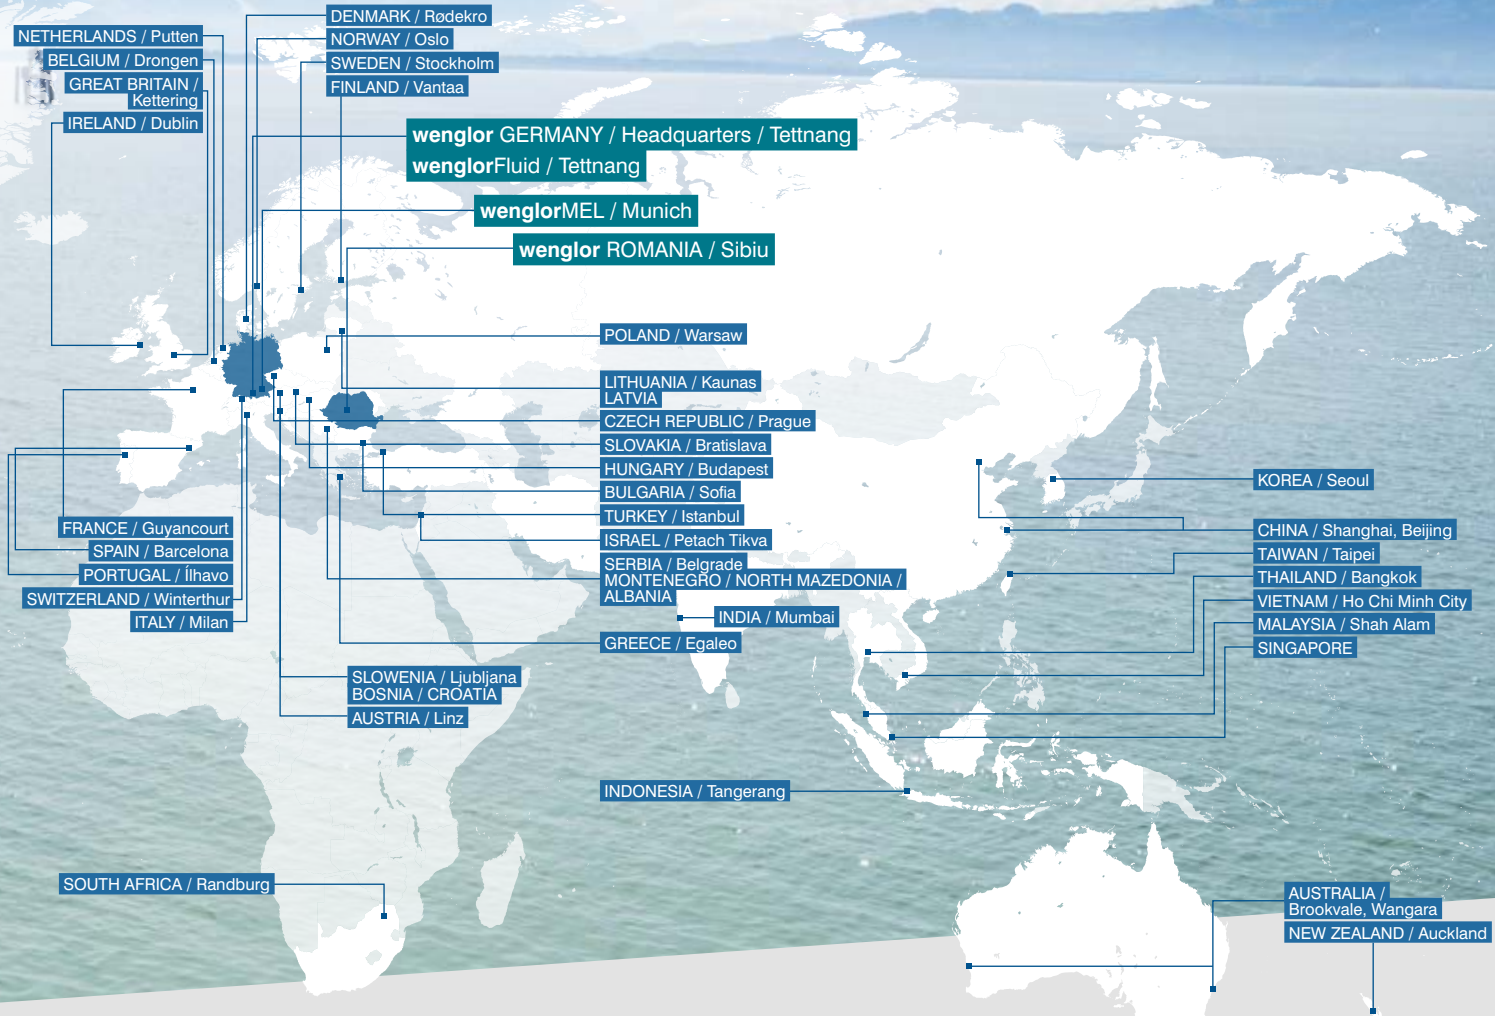 DENMARK / Rødekro
NORWAY / Oslo
SWEDEN / Stockholm
FINLAND / Vantaa
NETHERLANDS / Putten
BELGIUM / Drongen
GREAT BRITAIN /
Kettering
IRELAND / Dublin
wenglor GERMANY / Headquarters / Tettnang
wenglorFluid / Tettnang
wenglorMEL / Munich
wenglor ROMANIA / Sibiu
POLAND / Warsaw
LITHUANIA / Kaunas
LATVIA
CZECH REPUBLIC / Prague
SLOVAKIA / Bratislava
HUNGARY / Budapest
BULGARIA / Sofia
TURKEY / Istanbul
ISRAEL / Petach Tikva
SERBIA / Belgrade
MONTENEGRO / NORTH MAZEDONIA /
ALBANIA
INDIA / Mumbai
GREECE / Egaleo
FRANCE / Guyancourt
SPAIN / Barcelona
PORTUGAL / Ílhavo
SWITZERLAND / Winterthur
ITALY / Milan
SLOWENIA / Ljubljana
BOSNIA / CROATIA
AUSTRIA / Linz
KOREA / Seoul
CHINA / Shanghai, Beijing
TAIWAN / Taipei
THAILAND / Bangkok
VIETNAM / Ho Chi Minh City
MALAYSIA / Shah Alam
SINGAPORE
INDONESIA / Tangerang
SOUTH AFRICA / Randburg
AUSTRALIA /
Brookvale, Wangara
NEW ZEALAND / Auckland